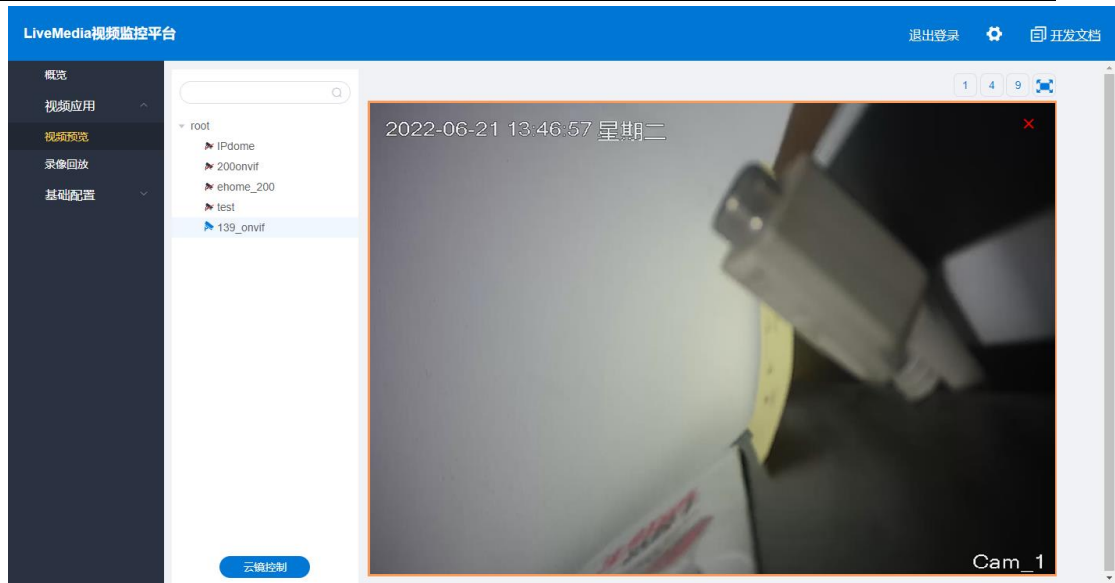 LiveMedia视频监控平台
退出登录
开发文档
概览
视频应用
视频预览
录像回放
基础配置
root
IPdome
200onvif
ehome_200
test
139_onvif
云镜控制
1 4 9
2022-06-21 13:46:57 星期二
Cam_1